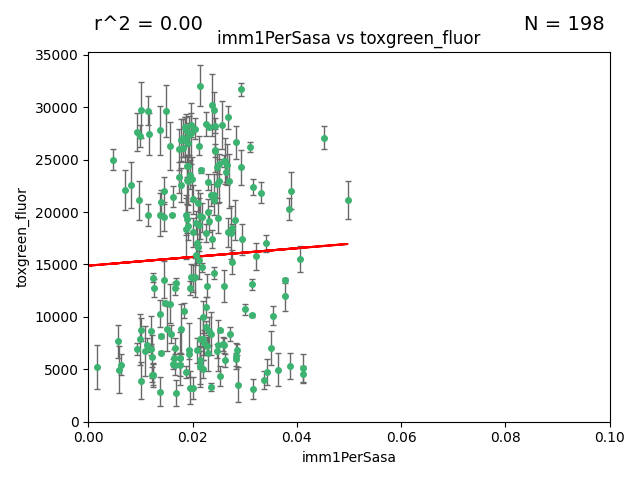 r^2 = 0.00
N = 198
imm1PerSasa vs toxgreen_fluor
35000
30000
25000
20000
15000
10000
5000
0
toxgreen_fluor
0.00
0.02
0.04
0.06
0.08
0.10
imm1PerSasa